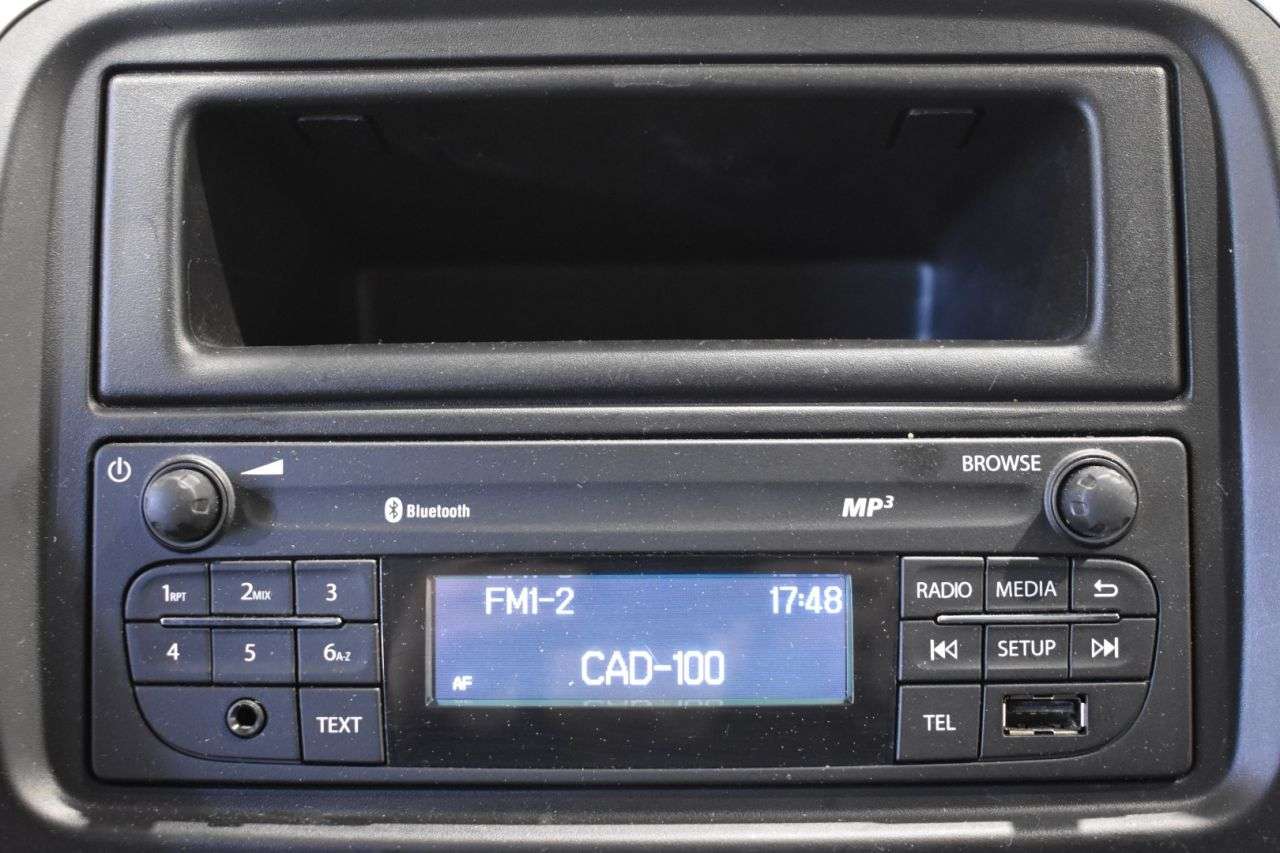 BROWSE
Bluetooth
MP3
1RPT 2MIX 3
4 5 6A-Z
TEXT
FM1-2 17:48
CAD-100
AF
RADIO MEDIA
SETUP
TEL